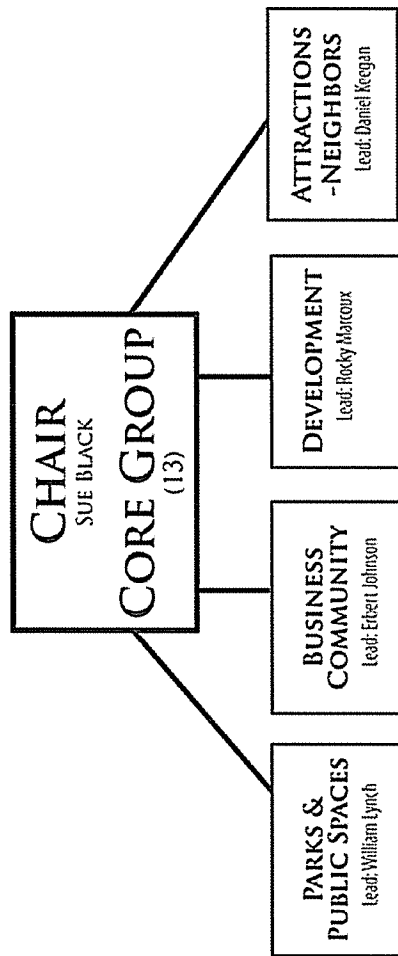 CHAIR
SUE BLACK
CORE GROUP
(13)
PARKS &
PUBLIC SPACES
Lead: William Lynch
BUSINESS
COMMUNITY
Lead: Erbert Johnson
DEVELOPMENT
Lead: Rocky Marcoux
ATTRACTIONS
-NEIGHBORS
Lead: Daniel Keegan